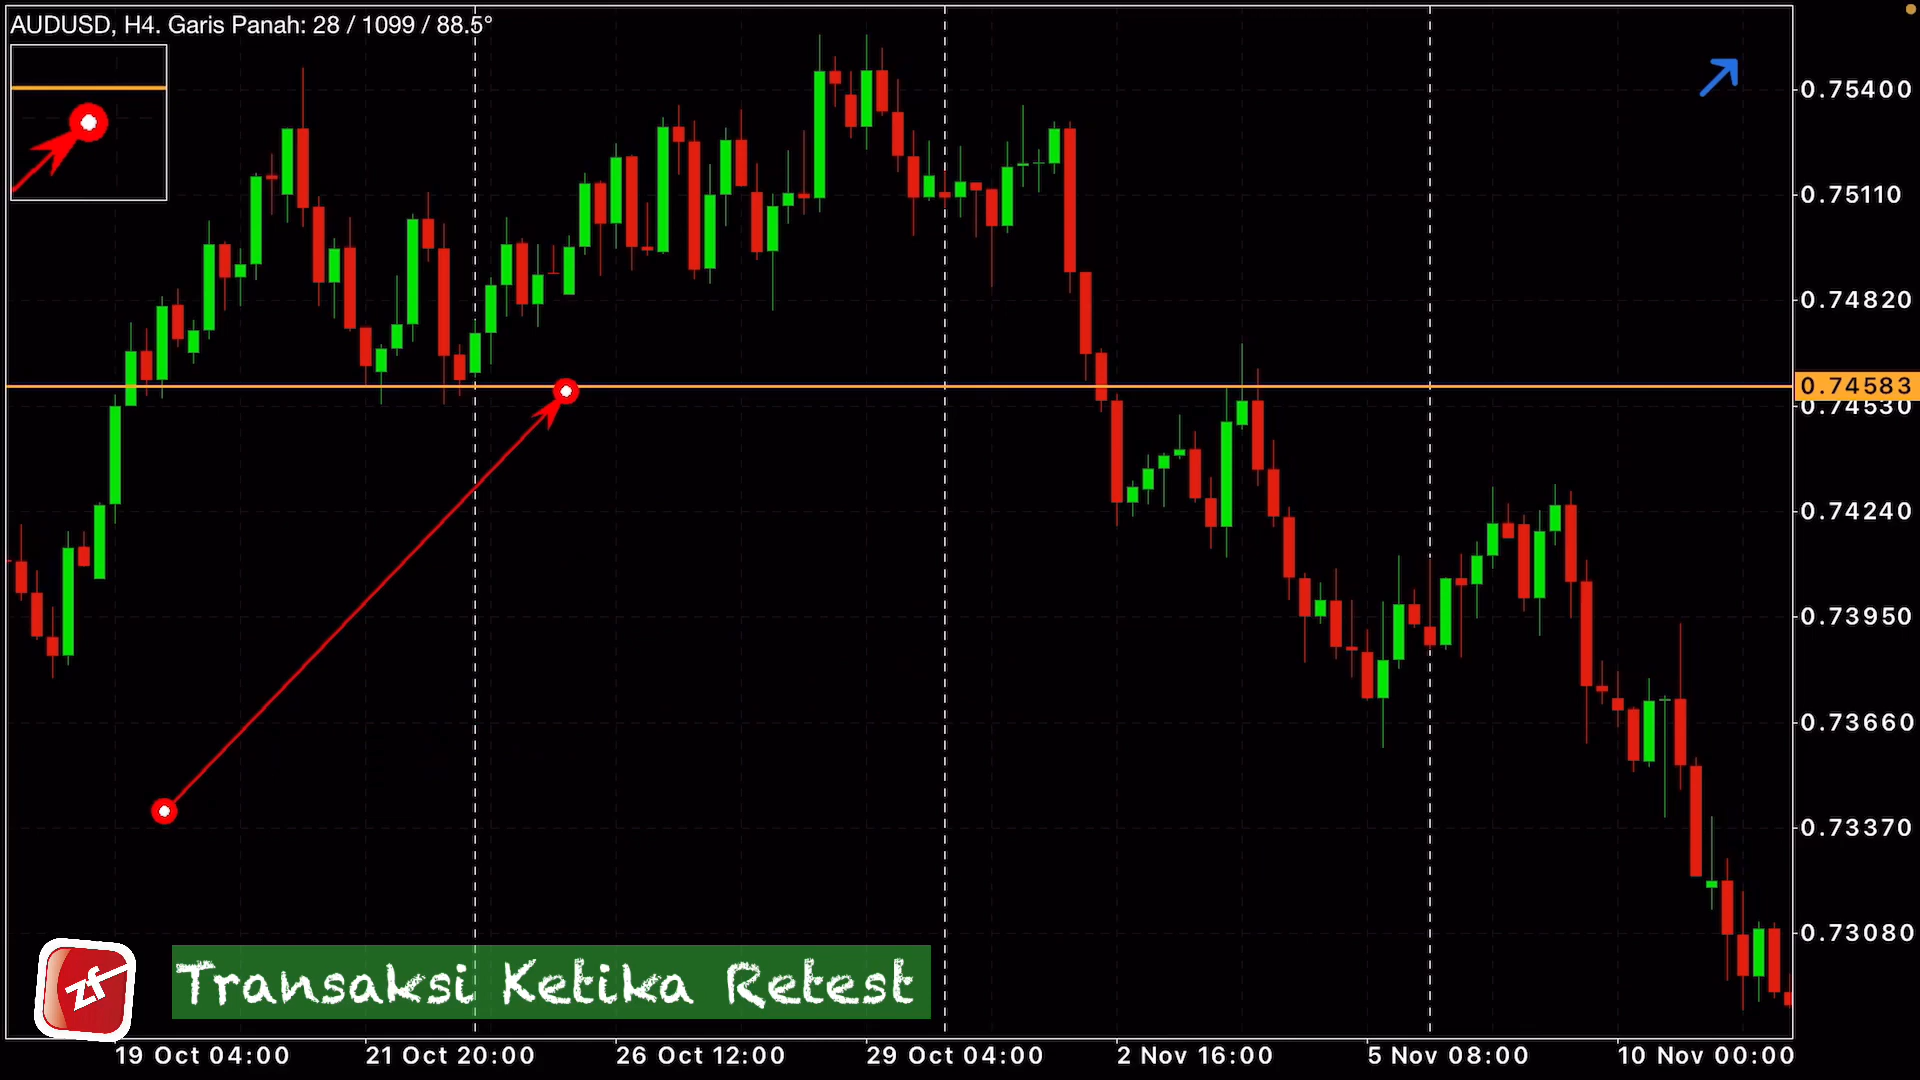 AUDUSD, H4. Garis Panah: 28 / 1099 / 88.5°
0.75400
0.75110
0.74820
0.74583
0.74530
0.74240
0.73950
0.73660
0.73370
0.73080
zf
Transaksi Ketika Retest
19 Oct 04:00 21 Oct 20:00 26 Oct 12:00 29 Oct 04:00 2 Nov 16:00 5 Nov 08:00 10 Nov 00:00